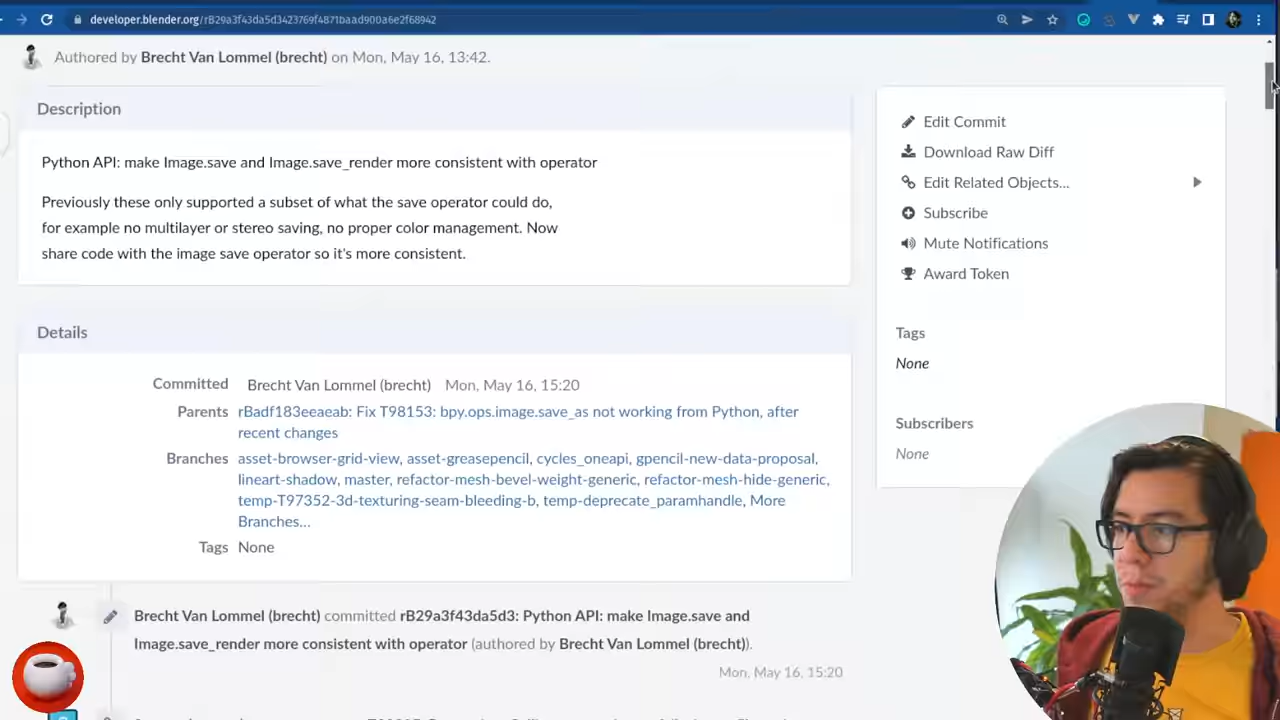 developer.blender.org/rB29a3f43da5d3423769f4871baad900a6e2f68942
Authored by Brecht Van Lommel (brecht) on Mon, May 16, 13:42.
Description
Python API: make Image.save and Image.save_render more consistent with operator
Previously these only supported a subset of what the save operator could do,
for example no multilayer or stereo saving, no proper color management. Now
share code with the image save operator so it's more consistent.
Edit Commit
Download Raw Diff
Edit Related Objects...
Subscribe
Mute Notifications
Award Token
Tags
None
Subscribers
None
Details
Committed Brecht Van Lommel (brecht) Mon, May 16, 15:20
Parents rBadf183eeaeab: Fix T98153: bpy.ops.image.save_as not working from Python, after
recent changes
Branches asset-browser-grid-view, asset-greasepencil, cycles_oneapi, gpencil-new-data-proposal,
lineart-shadow, master, refactor-mesh-bevel-weight-generic, refactor-mesh-hide-generic,
temp-T97352-3d-texturing-seam-bleeding-b, temp-deprecate_paramhandle, More
Branches...
Tags None
Brecht Van Lommel (brecht) committed rB29a3f43da5d3: Python API: make Image.save and
Image.save_render more consistent with operator (authored by Brecht Van Lommel (brecht)).
Mon, May 16, 15:20